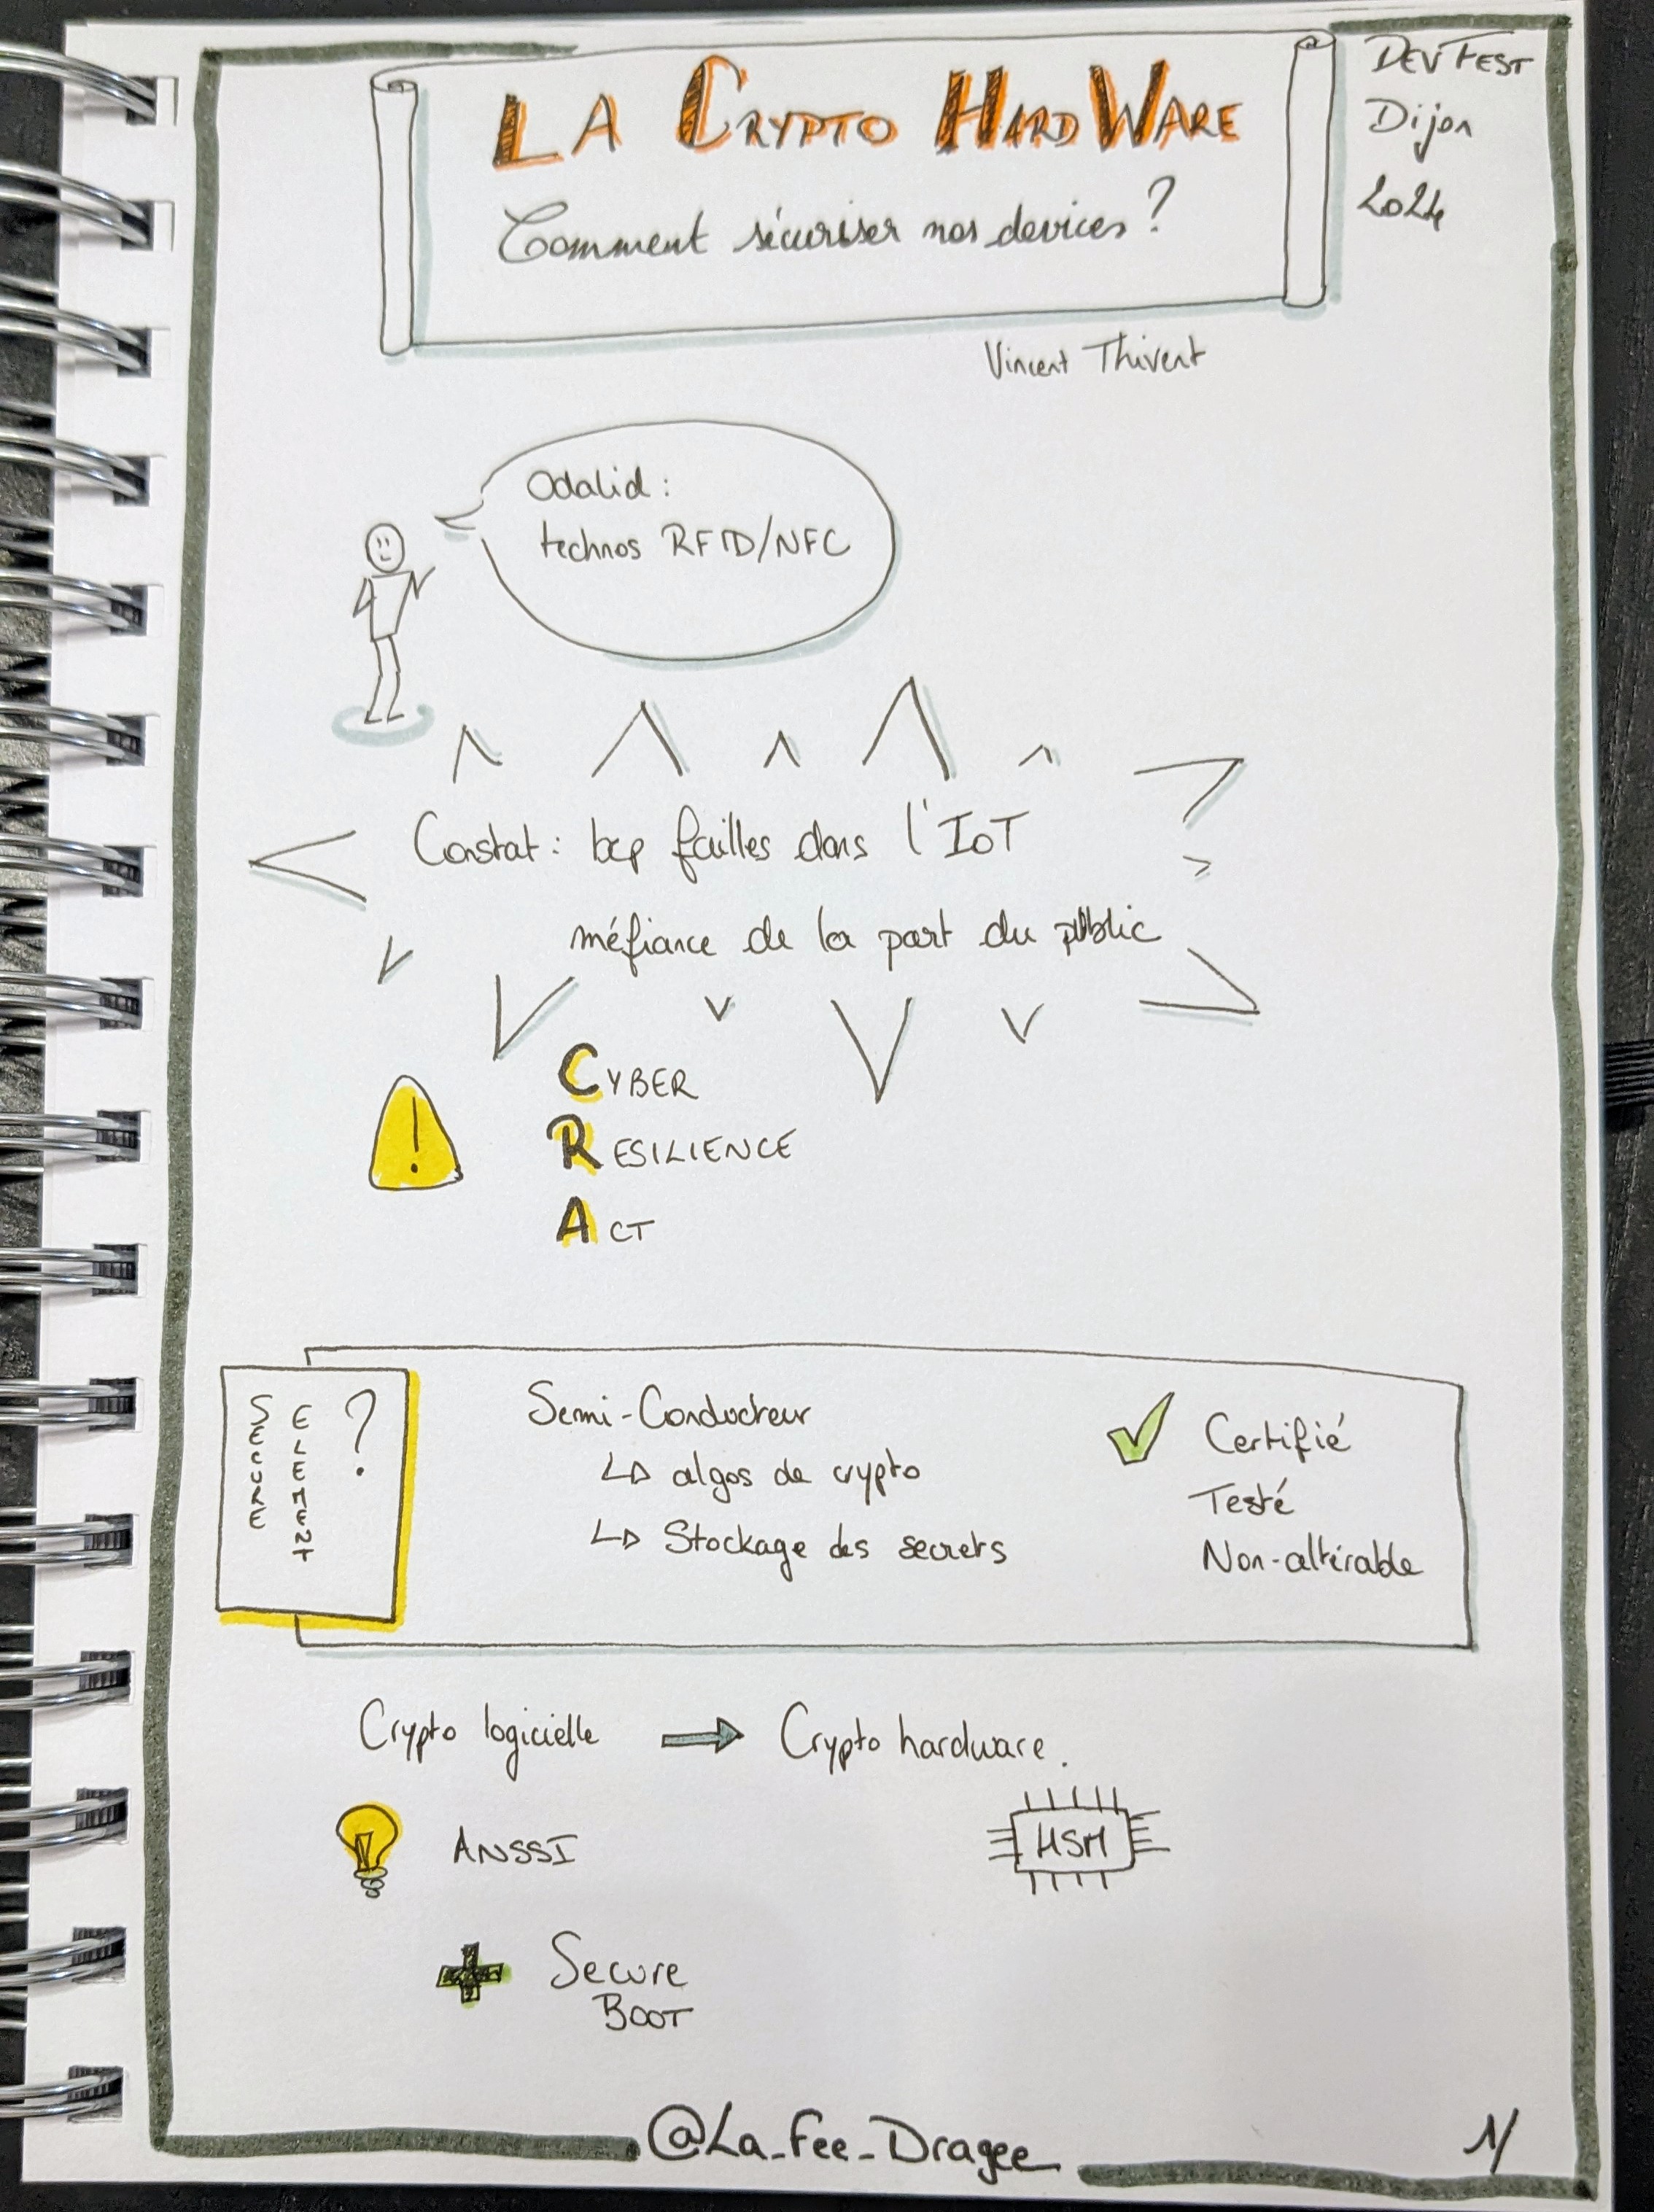 LA CRYPTO HARDWARE
Comment sécuriser nos devices ?
DEVFEST
Dijon
2024
Vincent Thivent
Odalid :
technos RFID/NFC
Constat : bcp failles dans l'IoT
méfiance de la part du public
!
CYBER
RESILIENCE
ACT
SECURE
ELEMENT
?
Semi-Conducteur
↳ algos de crypto
↳ Stockage des secrets
✓ Certifié
Testé
Non-altérable
Crypto logicielle → Crypto hardware.
ANSSI
HSM
+ Secure
BOOT
@La_Fee_Dragee
1/